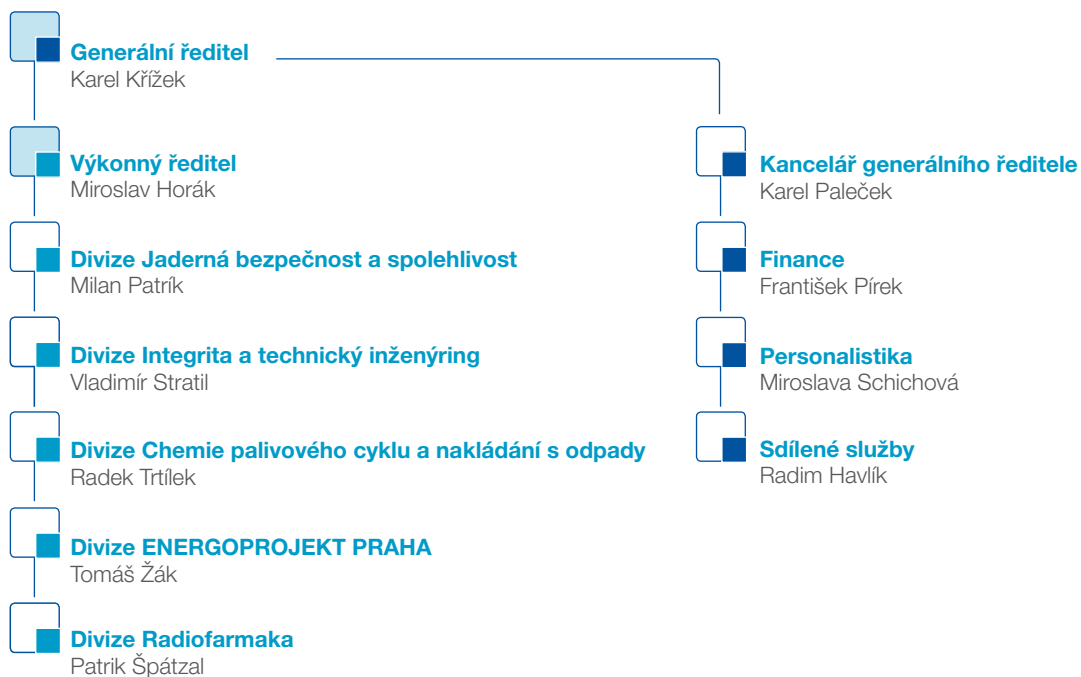 Generální ředitel
Karel Křížek
Výkonný ředitel
Miroslav Horák
Divize Jaderná bezpečnost a spolehlivost
Milan Patrík
Divize Integrita a technický inženýring
Vladimír Stratil
Divize Chemie palivového cyklu a nakládání s odpady
Radek Trtílek
Divize ENERGOPROJEKT PRAHA
Tomáš Žák
Divize Radiofarmaka
Patrik Špátzal
Kancelář generálního ředitele
Karel Paleček
Finance
František Pírek
Personalistika
Miroslava Schichová
Sdílené služby
Radim Havlík